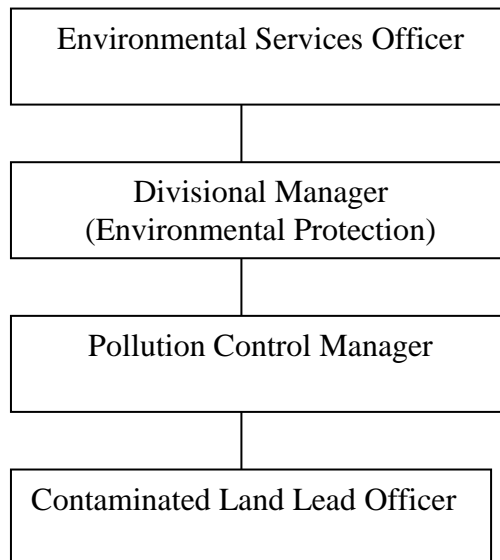 Environmental Services Officer
Divisional Manager
(Environmental Protection)
Pollution Control Manager
Contaminated Land Lead Officer